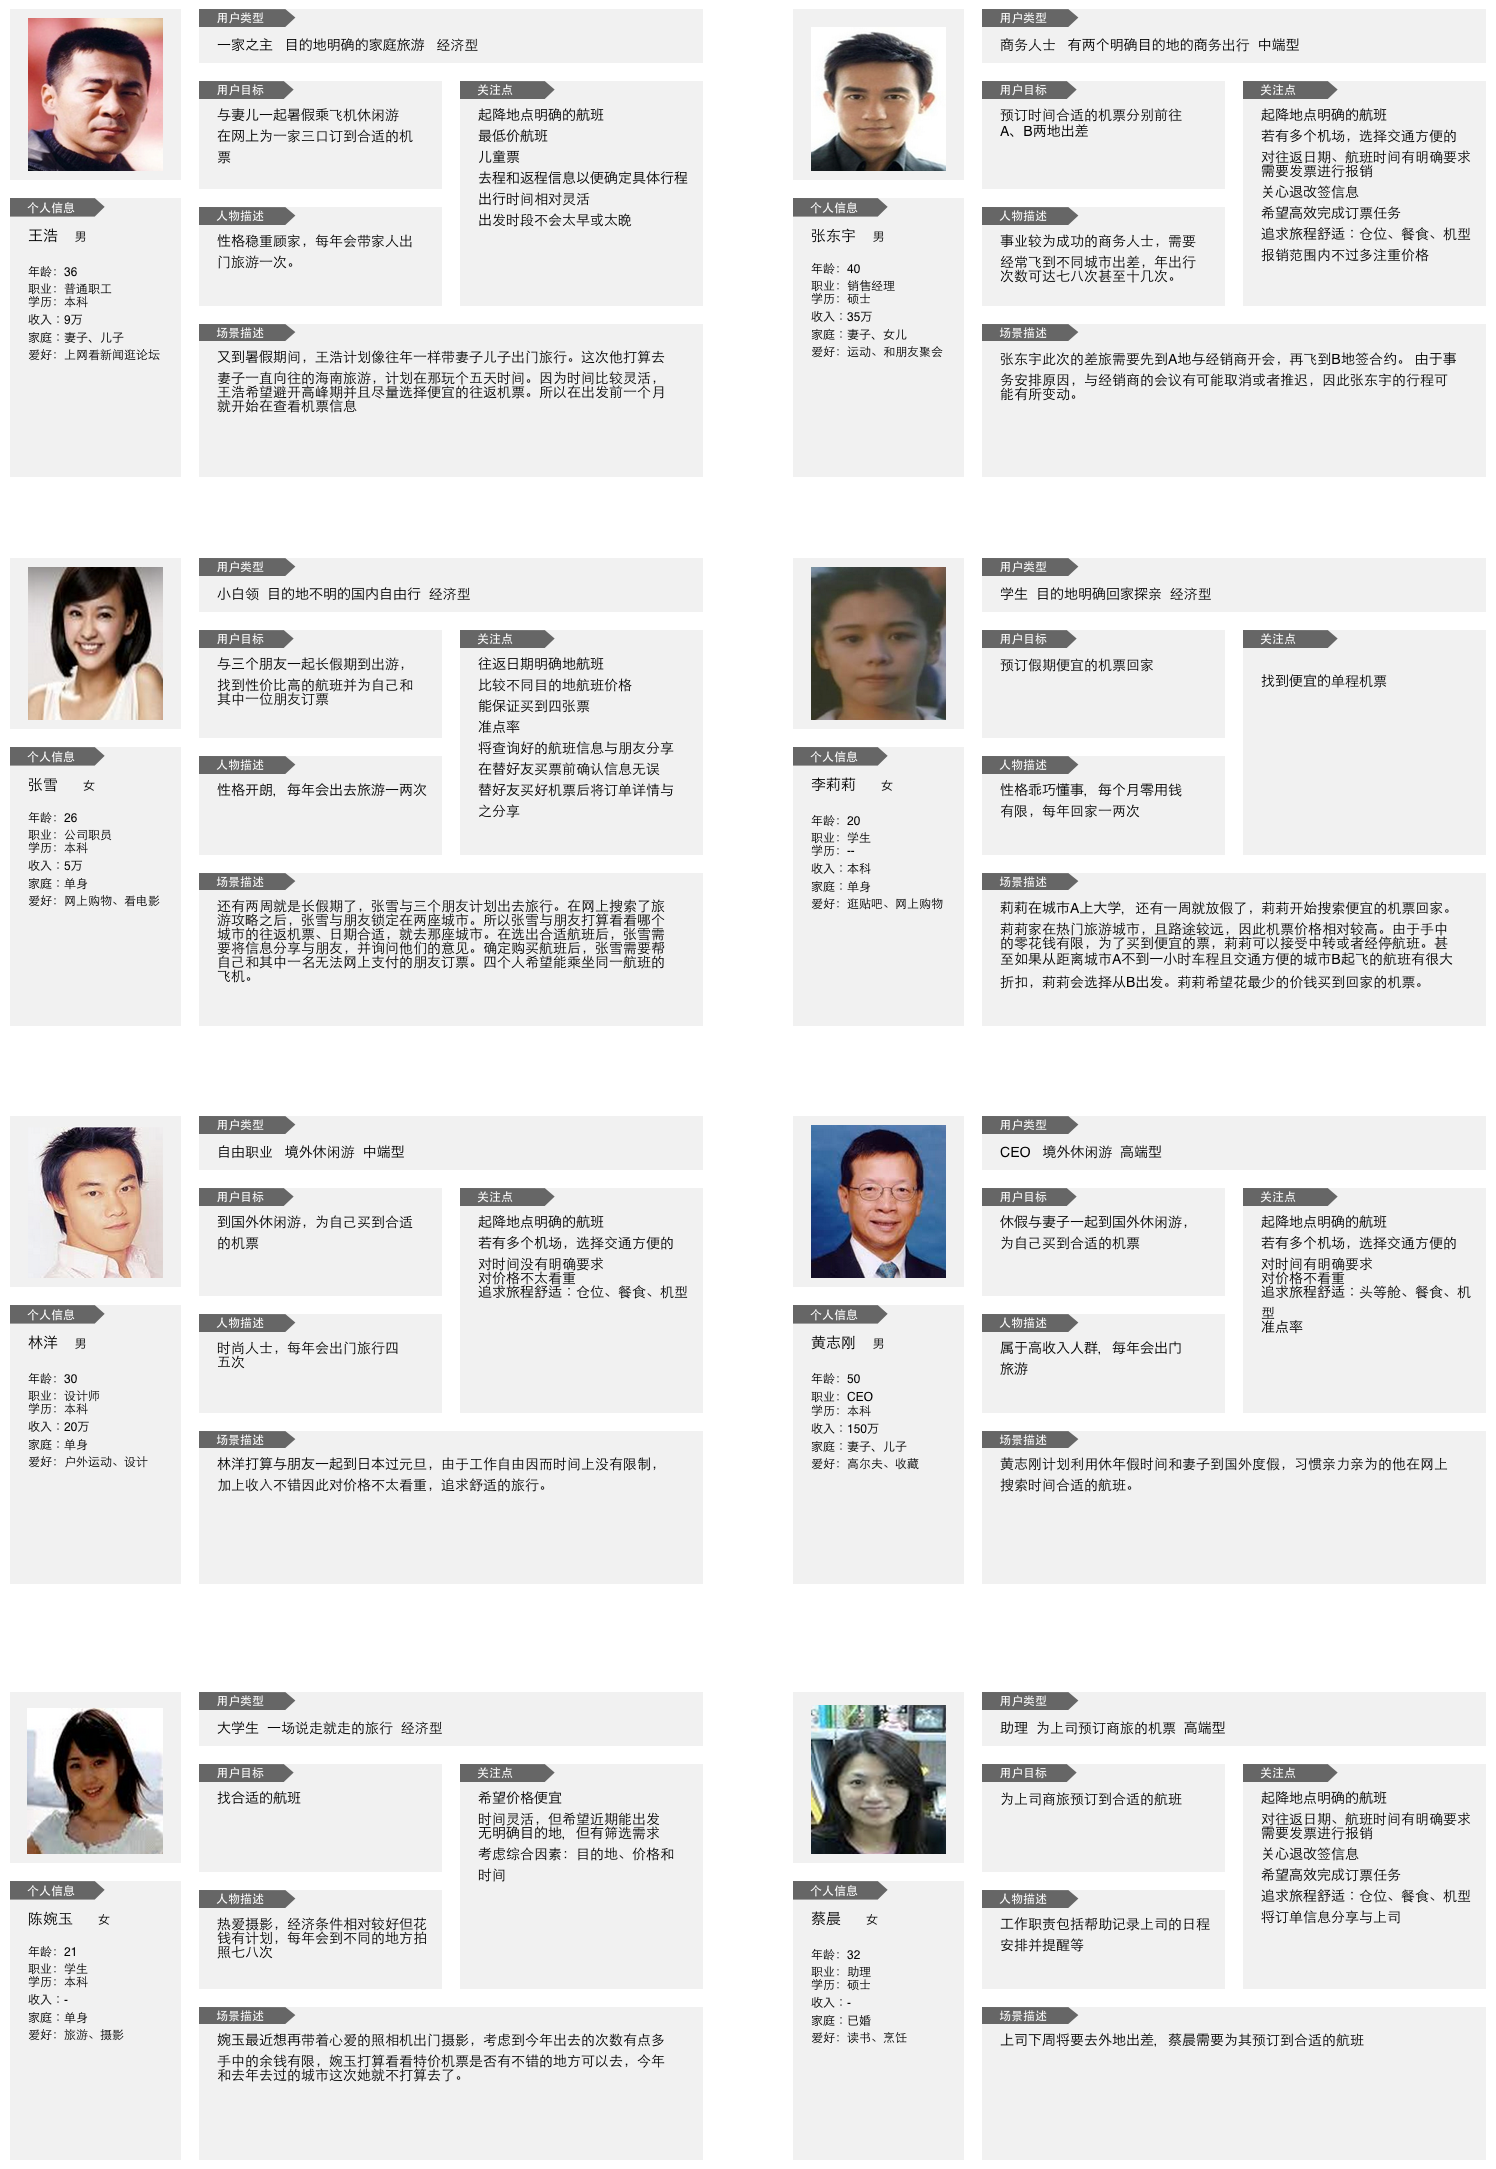 用户类型
一家之主 目的地明确的家庭旅游 经济型
用户目标
与妻儿一起暑假乘飞机休闲游
在网上为一家三口订到合适的机
票
关注点
起降地点明确的航班
最低价航班
儿童票
去程和返程信息以便确定具体行程
出行时间相对灵活
出发时段不会太早或太晚
个人信息
王浩 男
年龄：36
职业：普通职工
学历：本科
收入：9万
家庭：妻子、儿子
爱好：上网看新闻逛论坛
人物描述
性格稳重顾家，每年会带家人出
门旅游一次。
场景描述
又到暑假期间，王浩计划像往年一样带妻子儿子出门旅行。这次他打算去
妻子一直向往的海南旅游，计划在那玩个五天时间。因为时间比较灵活，
王浩希望避开高峰期并且尽量选择便宜的往返机票。所以在出发前一个月
就开始在查看机票信息
用户类型
商务人士 有两个明确目的地的商务出行 中端型
用户目标
预订时间合适的机票分别前往
A、B两地出差
关注点
起降地点明确的航班
若有多个机场，选择交通方便的
对往返日期、航班时间有明确要求
需要发票进行报销
关心退改签信息
希望高效完成订票任务
追求旅程舒适：仓位、餐食、机型
报销范围内不过多注重价格
个人信息
张东宇 男
年龄：40
职业：销售经理
学历：硕士
收入：35万
家庭：妻子、女儿
爱好：运动、和朋友聚会
人物描述
事业较为成功的商务人士，需要
经常飞到不同城市出差，年出行
次数可达七八次甚至十几次。
场景描述
张东宇此次的差旅需要先到A地与经销商开会，再飞到B地签合约。 由于事
务安排原因，与经销商的会议有可能取消或者推迟，因此张东宇的行程可
能有所变动。
用户类型
小白领 目的地不明的国内自由行 经济型
用户目标
与三个朋友一起长假期到出游，
找到性价比高的航班并为自己和
其中一位朋友订票
关注点
往返日期明确地航班
比较不同目的地航班价格
能保证买到四张票
准点率
将查询好的航班信息与朋友分享
在替好友买票前确认信息无误
替好友买好机票后将订单详情与
之分享
个人信息
张雪 女
年龄：26
职业：公司职员
学历：本科
收入：5万
家庭：单身
爱好：网上购物、看电影
人物描述
性格开朗，每年会出去旅游一两次
场景描述
还有两周就是长假期了，张雪与三个朋友计划出去旅行。在网上搜索了旅
游攻略之后，张雪与朋友锁定在两座城市。所以张雪与朋友打算看看哪个
城市的往返机票、日期合适，就去那座城市。在选出合适航班后，张雪需
要将信息分享与朋友，并询问他们的意见。确定购买航班后，张雪需要帮
自己和其中一名无法网上支付的朋友订票。四个人希望能乘坐同一航班的
飞机。
用户类型
学生 目的地明确回家探亲 经济型
用户目标
预订假期便宜的机票回家
关注点
找到便宜的单程机票
个人信息
李莉莉 女
年龄：20
职业：学生
学历：--
收入：本科
家庭：单身
爱好：逛贴吧、网上购物
人物描述
性格乖巧懂事，每个月零用钱
有限，每年回家一两次
场景描述
莉莉在城市A上大学，还有一周就放假了，莉莉开始搜索便宜的机票回家。
莉莉家在热门旅游城市，且路途较远，因此机票价格相对较高。由于手中
的零花钱有限，为了买到便宜的票，莉莉可以接受中转或者经停航班。甚
至如果从距离城市A不到一小时车程且交通方便的城市B起飞的航班有很大
折扣，莉莉会选择从B出发。莉莉希望花最少的价钱买到回家的机票。
用户类型
自由职业 境外休闲游 中端型
用户目标
到国外休闲游，为自己买到合适
的机票
关注点
起降地点明确的航班
若有多个机场，选择交通方便的
对时间没有明确要求
对价格不太看重
追求旅程舒适：仓位、餐食、机型
个人信息
林洋 男
年龄：30
职业：设计师
学历：本科
收入：20万
家庭：单身
爱好：户外运动、设计
人物描述
时尚人士，每年会出门旅行四
五次
场景描述
林洋打算与朋友一起到日本过元旦，由于工作自由因而时间上没有限制，
加上收入不错因此对价格不太看重，追求舒适的旅行。
用户类型
CEO 境外休闲游 高端型
用户目标
休假与妻子一起到国外休闲游，
为自己买到合适的机票
关注点
起降地点明确的航班
若有多个机场，选择交通方便的
对时间有明确要求
对价格不看重
追求旅程舒适：头等舱、餐食、机
型
准点率
个人信息
黄志刚 男
年龄：50
职业：CEO
学历：本科
收入：150万
家庭：妻子、儿子
爱好：高尔夫、收藏
人物描述
属于高收入人群，每年会出门
旅游
场景描述
黄志刚计划利用休年假时间和妻子到国外度假，习惯亲力亲为的他在网上
搜索时间合适的航班。
用户类型
大学生 一场说走就走的旅行 经济型
用户目标
找合适的航班
关注点
希望价格便宜
时间灵活，但希望近期能出发
无明确目的地，但有筛选需求
考虑综合因素：目的地、价格和
时间
个人信息
陈婉玉 女
年龄：21
职业：学生
学历：本科
收入：-
家庭：单身
爱好：旅游、摄影
人物描述
热爱摄影，经济条件相对较好但花
钱有计划，每年会到不同的地方拍
照七八次
场景描述
婉玉最近想再带着心爱的照相机出门摄影，考虑到今年出去的次数有点多
手中的余钱有限，婉玉打算看看特价机票是否有不错的地方可以去，今年
和去年去过的城市这次她就不打算去了。
用户类型
助理 为上司预订商旅的机票 高端型
用户目标
为上司商旅预订到合适的航班
关注点
起降地点明确的航班
对往返日期、航班时间有明确要求
需要发票进行报销
关心退改签信息
希望高效完成订票任务
追求旅程舒适：仓位、餐食、机型
将订单信息分享与上司
个人信息
蔡晨 女
年龄：32
职业：助理
学历：硕士
收入：-
家庭：已婚
爱好：读书、烹饪
人物描述
工作职责包括帮助记录上司的日程
安排并提醒等
场景描述
上司下周将要去外地出差，蔡晨需要为其预订到合适的航班